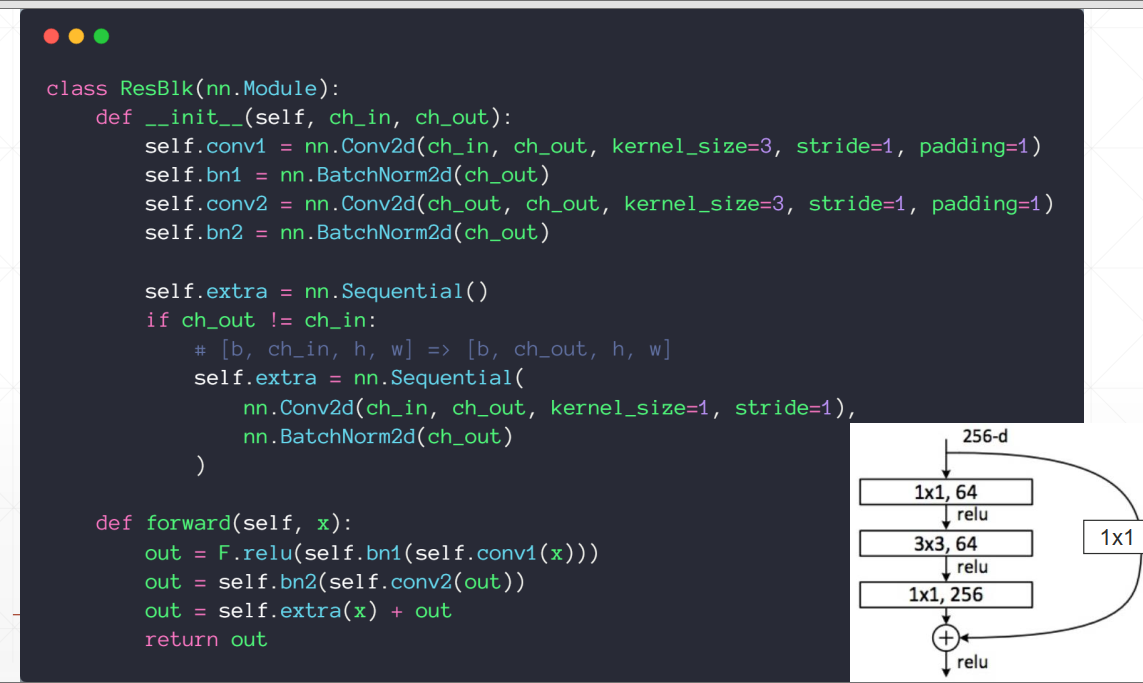 class ResBlk(nn.Module):
    def __init__(self, ch_in, ch_out):
        self.conv1 = nn.Conv2d(ch_in, ch_out, kernel_size=3, stride=1, padding=1)
        self.bn1 = nn.BatchNorm2d(ch_out)
        self.conv2 = nn.Conv2d(ch_out, ch_out, kernel_size=3, stride=1, padding=1)
        self.bn2 = nn.BatchNorm2d(ch_out)

        self.extra = nn.Sequential()
        if ch_out != ch_in:
            # [b, ch_in, h, w] => [b, ch_out, h, w]
            self.extra = nn.Sequential(
                nn.Conv2d(ch_in, ch_out, kernel_size=1, stride=1),
                nn.BatchNorm2d(ch_out)
            )

    def forward(self, x):
        out = F.relu(self.bn1(self.conv1(x)))
        out = self.bn2(self.conv2(out))
        out = self.extra(x) + out
        return out
256-d
1x1, 64
relu
3x3, 64
relu
1x1, 256
+
relu
1x1